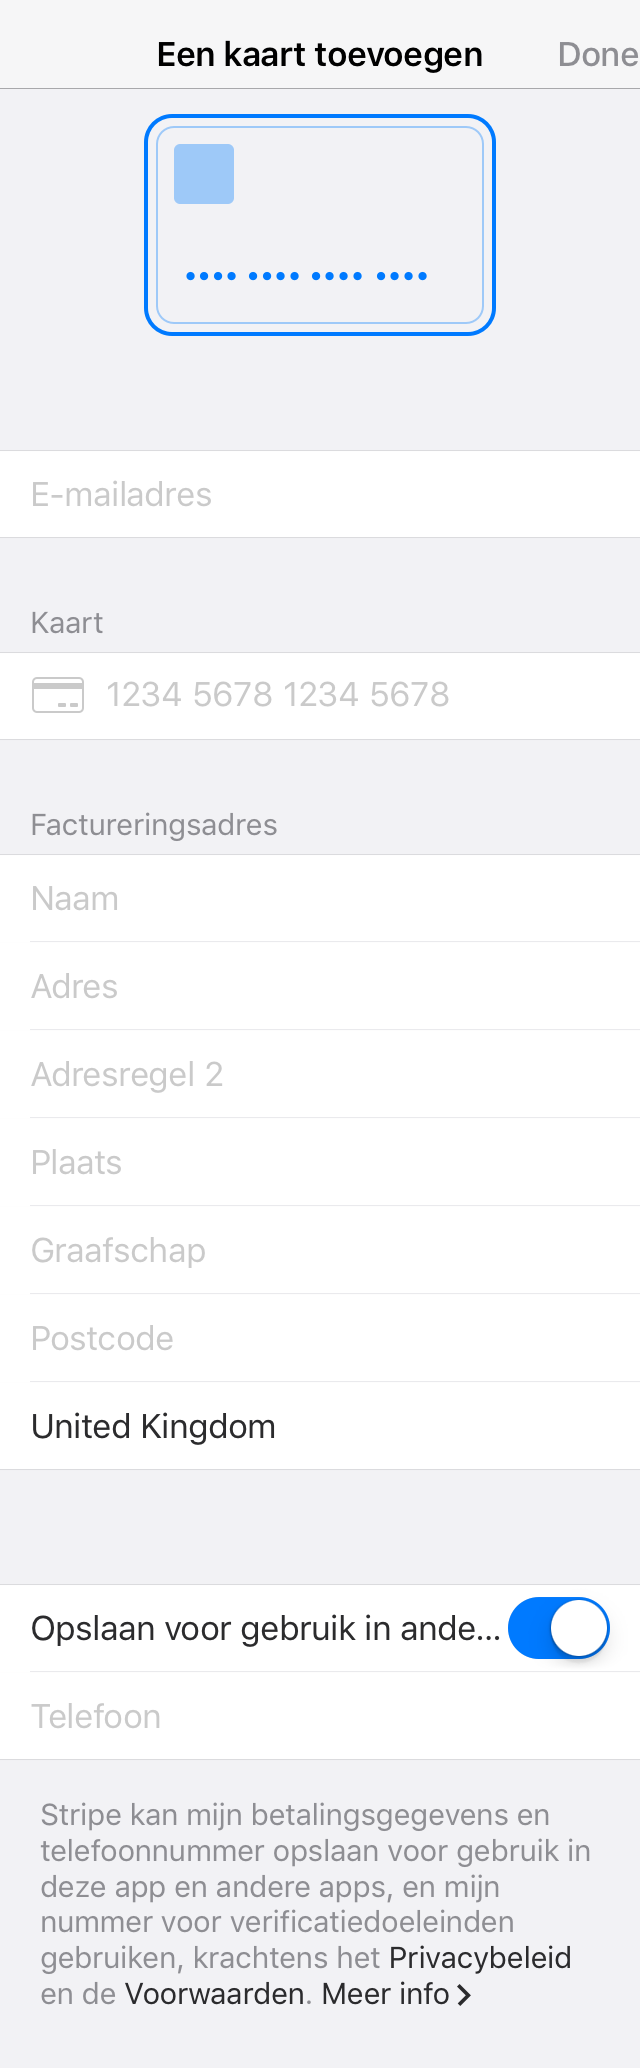 Een kaart toevoegen
Done
•••• •••• •••• ••••
E-mailadres
Kaart
1234 5678 1234 5678
Factureringsadres
Naam
Adres
Adresregel 2
Plaats
Graafschap
Postcode
United Kingdom
Opslaan voor gebruik in ande…
Telefoon
Stripe kan mijn betalingsgegevens en
telefoonnummer opslaan voor gebruik in
deze app en andere apps, en mijn
nummer voor verificatiedoeleinden
gebruiken, krachtens het Privacybeleid
en de Voorwaarden. Meer info